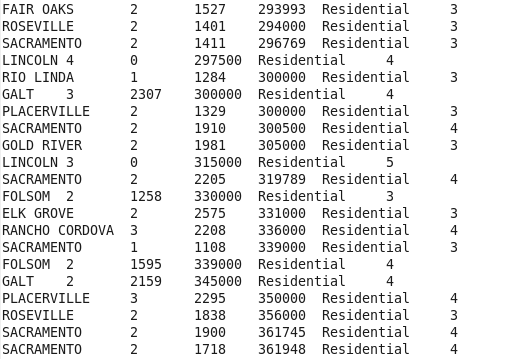 FAIR OAKS	2	1527	293993	Residential	3
ROSEVILLE	2	1401	294000	Residential	3
SACRAMENTO	2	1411	296769	Residential	3
LINCOLN	4	0	297500	Residential	4
RIO LINDA	1	1284	300000	Residential	3
GALT	3	2307	300000	Residential	4
PLACERVILLE	2	1329	300000	Residential	3
SACRAMENTO	2	1910	300500	Residential	4
GOLD RIVER	2	1981	305000	Residential	3
LINCOLN	3	0	315000	Residential	5
SACRAMENTO	2	2205	319789	Residential	4
FOLSOM	2	1258	330000	Residential	3
ELK GROVE	2	2575	331000	Residential	3
RANCHO CORDOVA	3	2208	336000	Residential	4
SACRAMENTO	1	1108	339000	Residential	3
FOLSOM	2	1595	339000	Residential	4
GALT	2	2159	345000	Residential	4
PLACERVILLE	3	2295	350000	Residential	4
ROSEVILLE	2	1838	356000	Residential	3
SACRAMENTO	2	1900	361745	Residential	4
SACRAMENTO	2	1718	361948	Residential	4